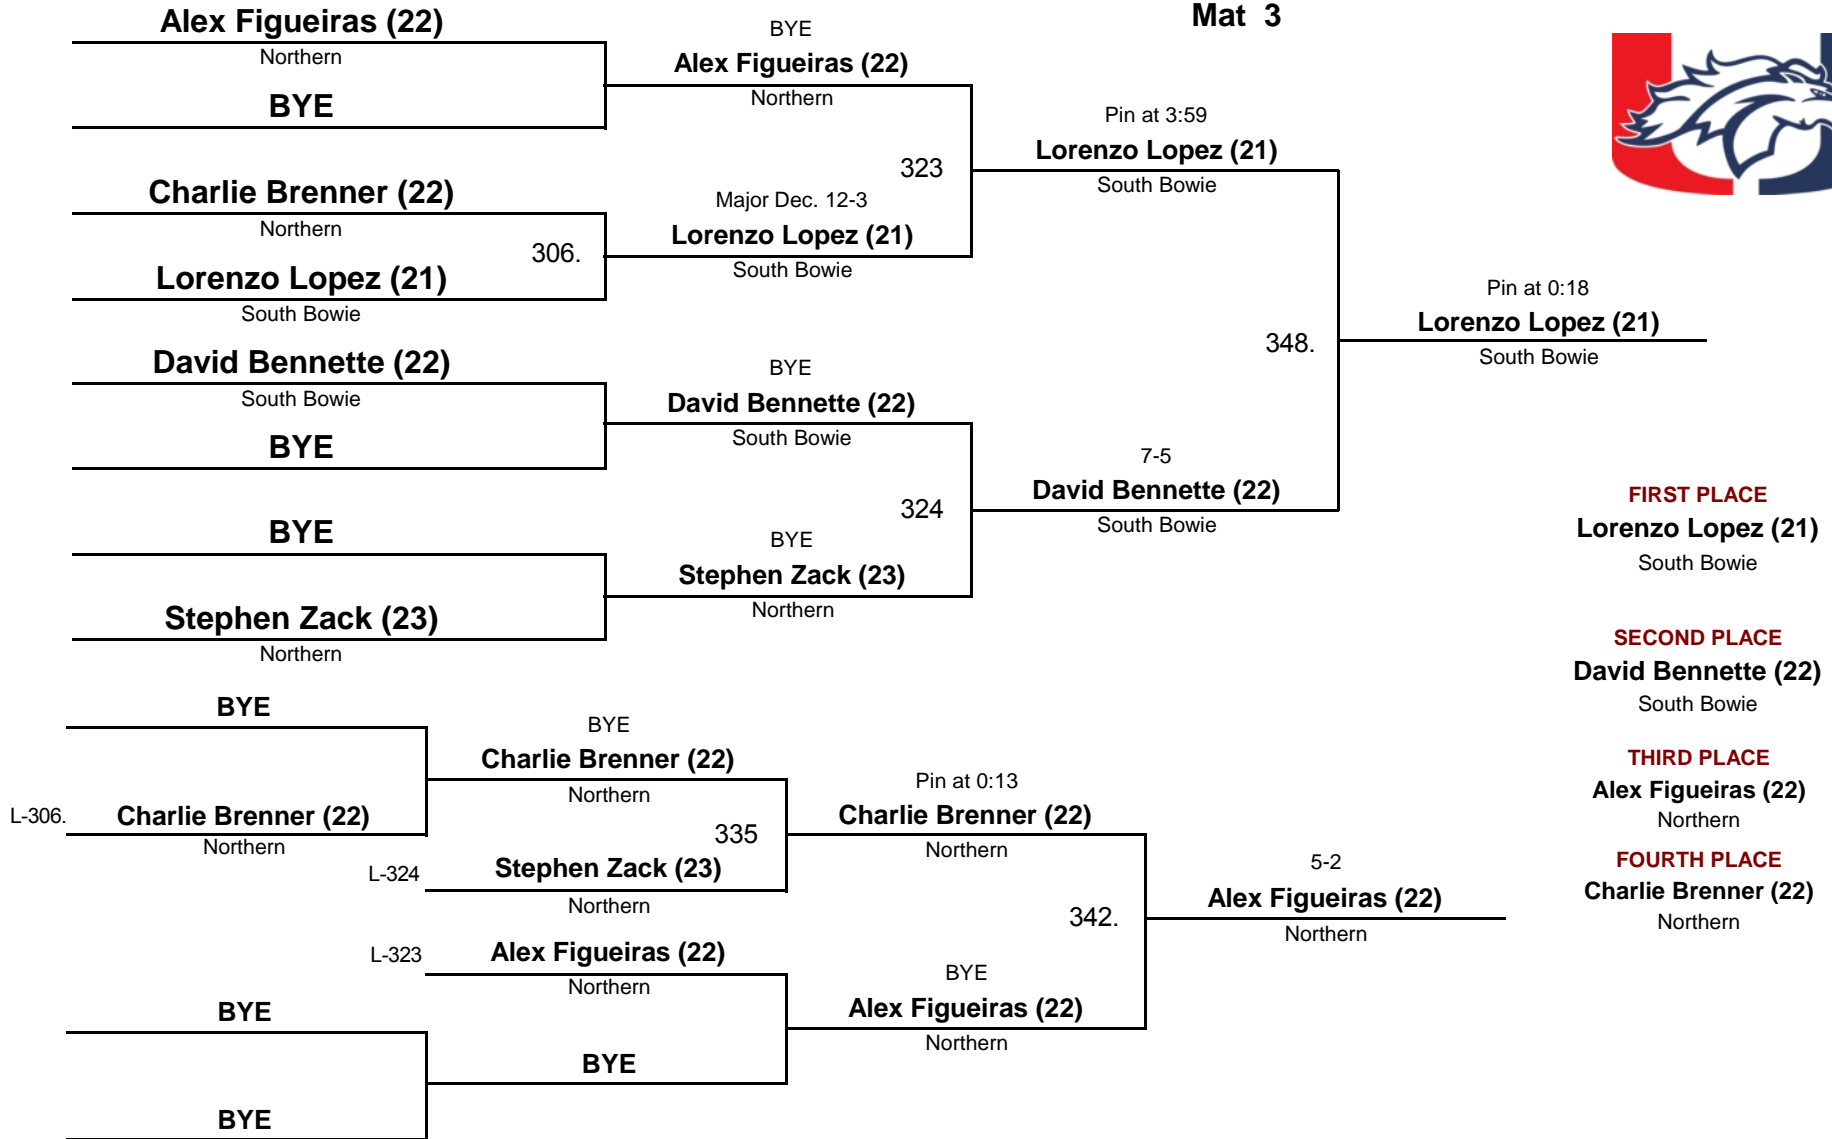 Mat 3
Alex Figueiras (22)
Northern
BYE
Charlie Brenner (22)
Northern
306.
Lorenzo Lopez (21)
South Bowie
David Bennette (22)
South Bowie
BYE
BYE
Stephen Zack (23)
Northern
BYE
Alex Figueiras (22)
Northern
323
Major Dec. 12-3
Lorenzo Lopez (21)
South Bowie
BYE
David Bennette (22)
South Bowie
324
BYE
Stephen Zack (23)
Northern
Pin at 3:59
Lorenzo Lopez (21)
South Bowie
348.
7-5
David Bennette (22)
South Bowie
Pin at 0:18
Lorenzo Lopez (21)
South Bowie
FIRST PLACE
Lorenzo Lopez (21)
South Bowie
SECOND PLACE
David Bennette (22)
South Bowie
THIRD PLACE
Alex Figueiras (22)
Northern
FOURTH PLACE
Charlie Brenner (22)
Northern
BYE
L-306.
Charlie Brenner (22)
Northern
BYE
BYE
BYE
Charlie Brenner (22)
Northern
335
L-324
Stephen Zack (23)
Northern
L-323
Alex Figueiras (22)
Northern
BYE
Pin at 0:13
Charlie Brenner (22)
Northern
342.
BYE
Alex Figueiras (22)
Northern
5-2
Alex Figueiras (22)
Northern